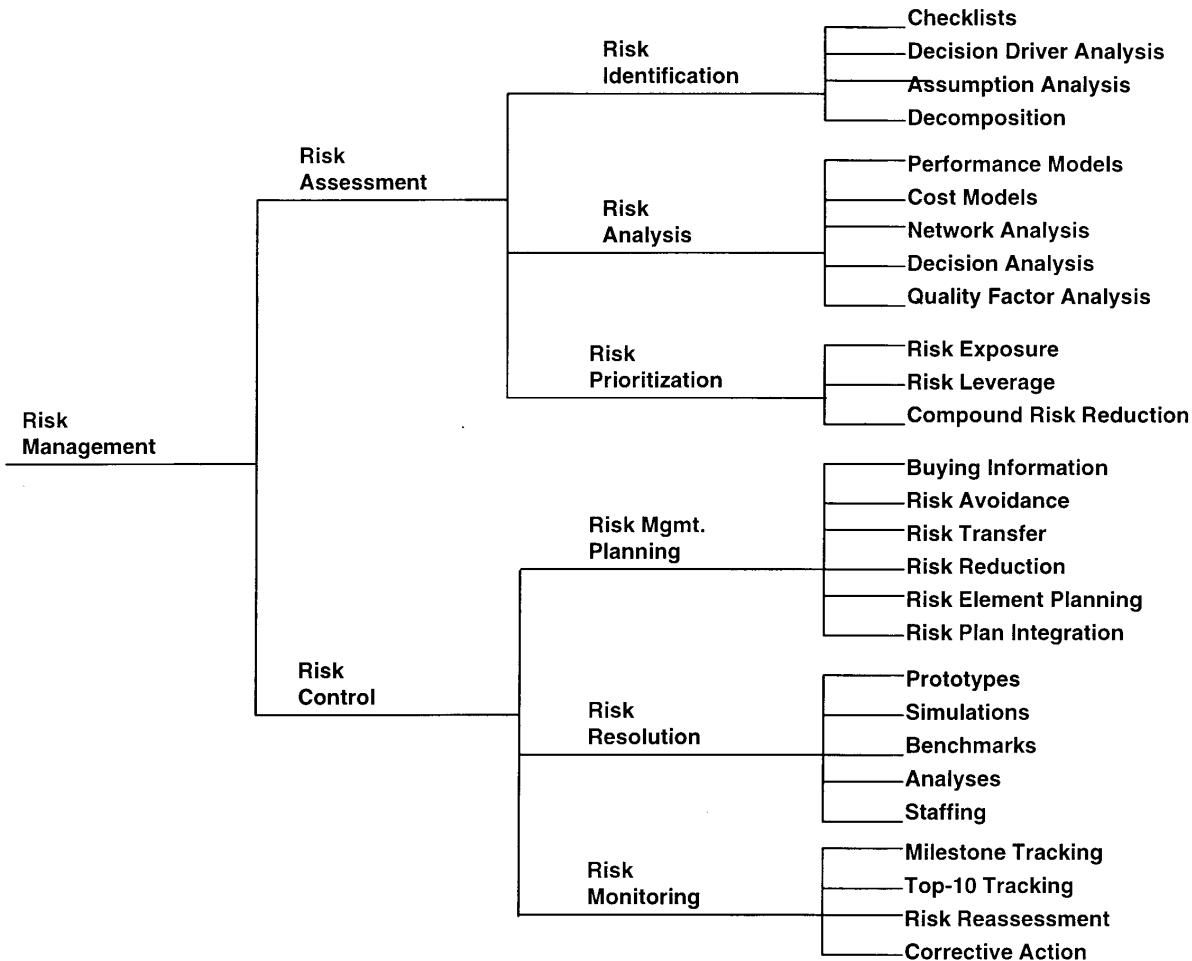 Risk
Management
Risk
Assessment
Risk
Identification
Checklists
Decision Driver Analysis
Assumption Analysis
Decomposition
Risk
Analysis
Performance Models
Cost Models
Network Analysis
Decision Analysis
Quality Factor Analysis
Risk
Prioritization
Risk Exposure
Risk Leverage
Compound Risk Reduction
Risk
Control
Risk Mgmt.
Planning
Buying Information
Risk Avoidance
Risk Transfer
Risk Reduction
Risk Element Planning
Risk Plan Integration
Risk
Resolution
Prototypes
Simulations
Benchmarks
Analyses
Staffing
Risk
Monitoring
Milestone Tracking
Top-10 Tracking
Risk Reassessment
Corrective Action